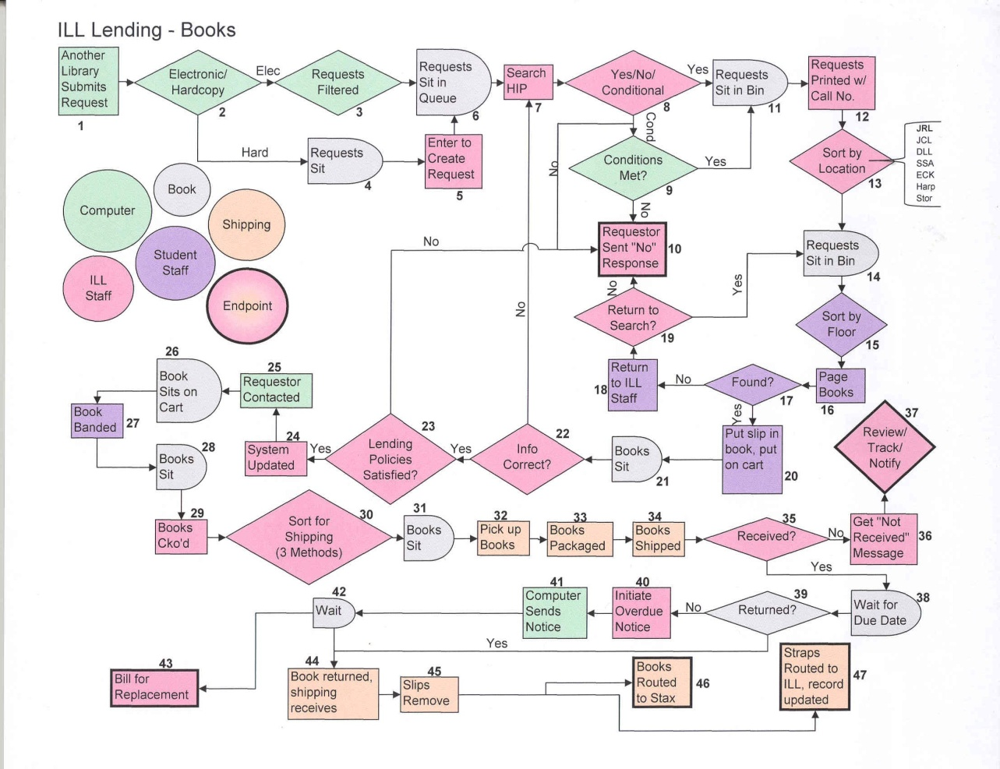 ILL Lending - Books
Another
Library
Submits
Request
1
Electronic/
Hardcopy
2
Elec
Requests
Filtered
3
Requests
Sit in
Queue
6
Search
HIP
7
Yes/No/
Conditional
8
Yes
Requests
Sit in Bin
11
Requests
Printed w/
Call No.
12
Hard
Requests
Sit
4
Enter to
Create
Request
5
Cond
No
Conditions
Met?
9
Yes
No
Sort by
Location
13
JRL
JCL
DLL
SSA
ECK
Harp
Stor
Computer
Book
Shipping
Student
Staff
ILL
Staff
Endpoint
No
Requestor
Sent "No"
Response
10
Requests
Sit in Bin
14
No
No
Return to
Search?
19
Yes
Sort by
Floor
15
26
Book
Sits on
Cart
25
Requestor
Contacted
Return
to ILL
Staff
18
No
Found?
17
Page
Books
16
Book
Banded
27
Yes
37
Review/
Track/
Notify
28
Books
Sit
24
System
Updated
Yes
23
Lending
Policies
Satisfied?
Yes
22
Info
Correct?
Books
Sit
21
Put slip in
book, put
on cart
20
29
Books
Cko'd
30
Sort for
Shipping
(3 Methods)
31
Books
Sit
32
Pick up
Books
33
Books
Packaged
34
Books
Shipped
35
Received?
No
Get "Not
Received"
Message
36
Yes
42
Wait
41
Computer
Sends
Notice
40
Initiate
Overdue
Notice
No
39
Returned?
Wait for
Due Date
38
Yes
43
Bill for
Replacement
44
Book returned,
shipping
receives
45
Slips
Remove
Books
Routed
to Stax
46
Straps
Routed to
ILL, record
updated
47